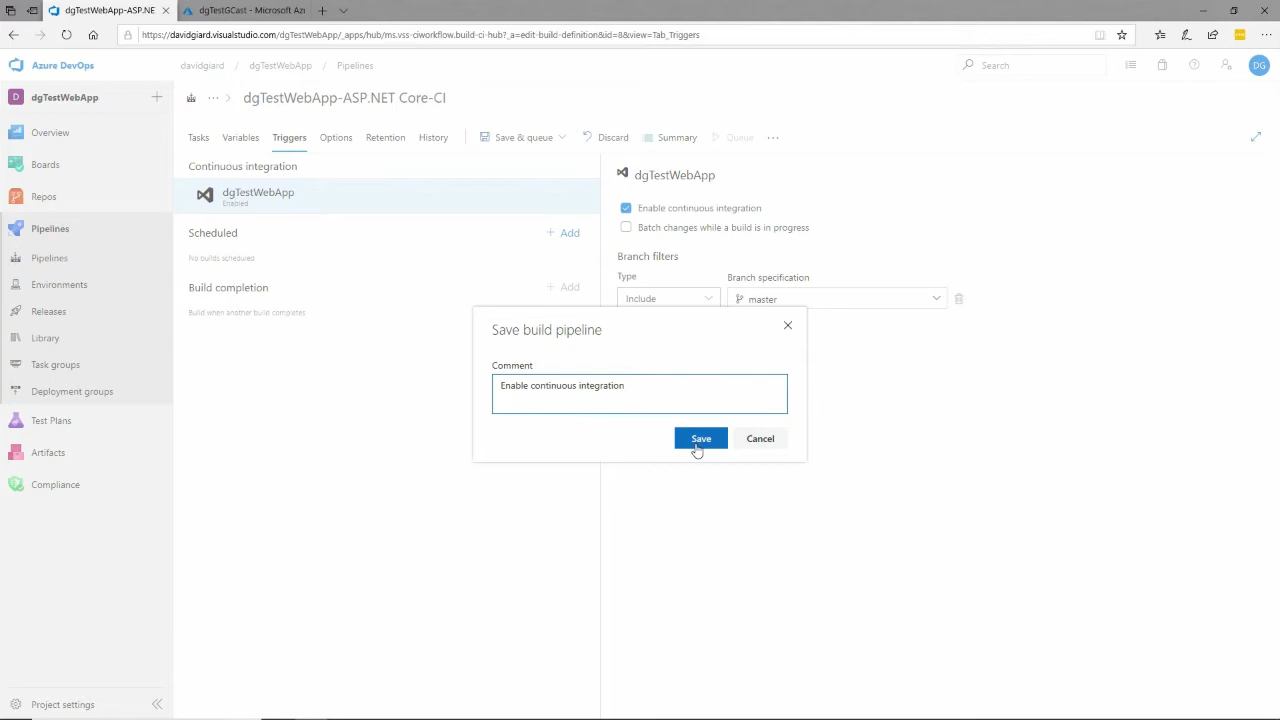 dgTestWebApp-ASP.NE
dgTestGCast - Microsoft Az
https://davidgiard.visualstudio.com/dgTestWebApp/_apps/hub/ms.vss-ciworkflow.build-ci-hub?_a=edit-build-definition&id=8&view=Tab_Triggers
Azure DevOps
davidgiard / dgTestWebApp / Pipelines
Search
DG
D
dgTestWebApp
dgTestWebApp-ASP.NET Core-CI
Overview
Boards
Repos
Pipelines
Pipelines
Environments
Releases
Library
Task groups
Deployment groups
Test Plans
Artifacts
Compliance
Project settings
Tasks Variables Triggers Options Retention History Save & queue Discard Summary Queue
Continuous integration
dgTestWebApp
Enabled
Scheduled
+ Add
No builds scheduled
Build completion
+ Add
Build when another build completes
dgTestWebApp
Enable continuous integration
Batch changes while a build is in progress
Branch filters
Type
Branch specification
Include
master
Save build pipeline
Comment
Enable continuous integration
Save
Cancel